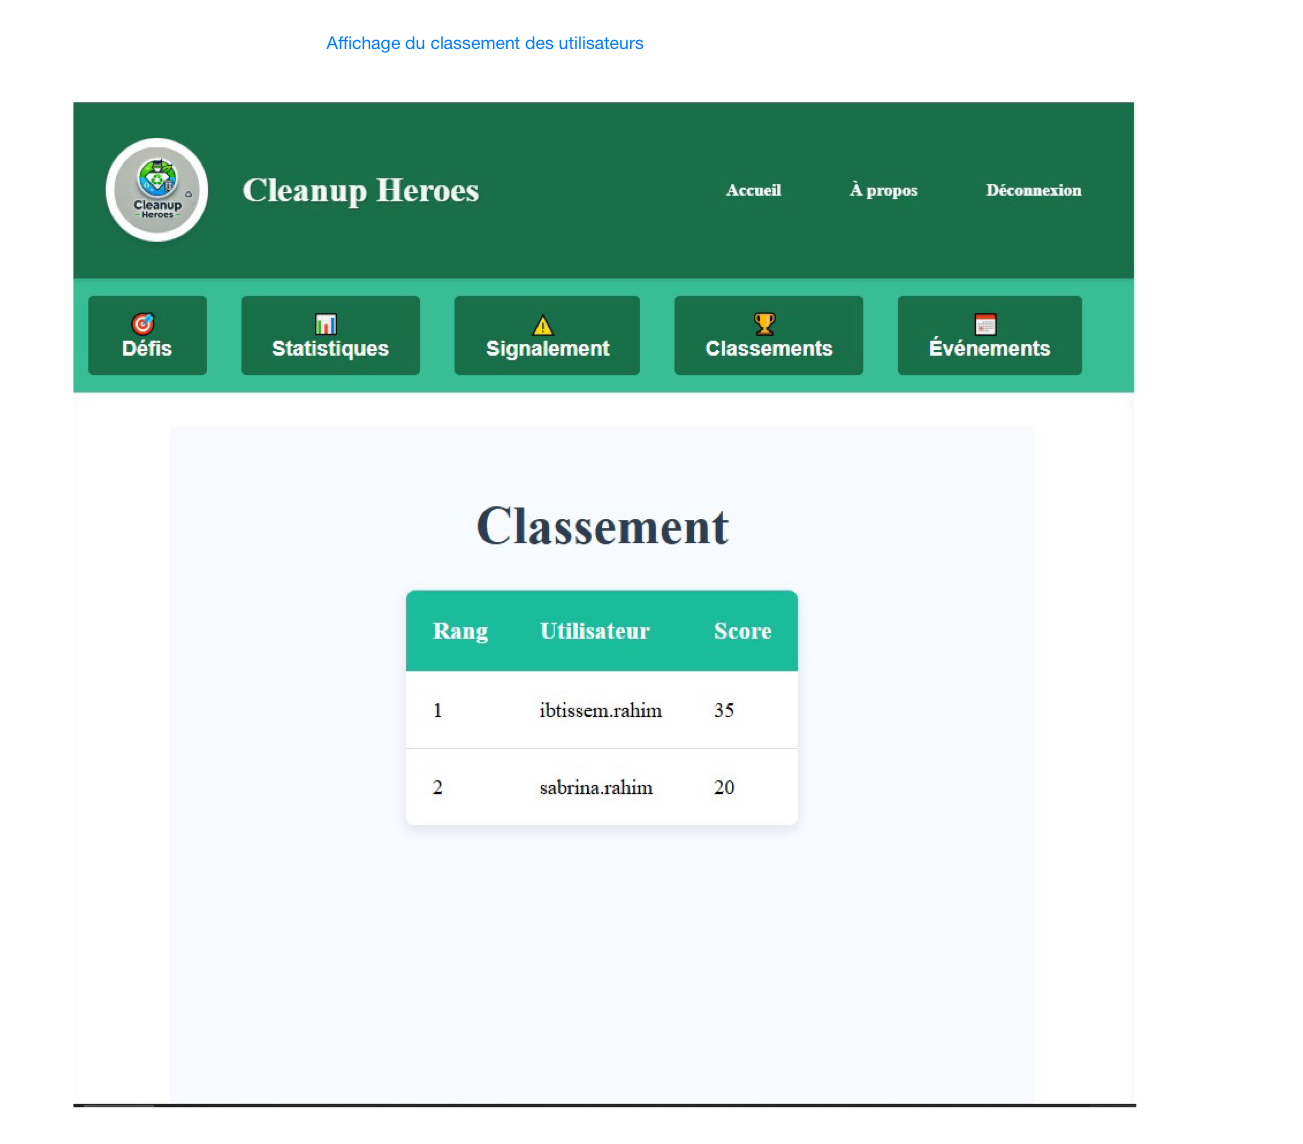 Affichage du classement des utilisateurs
Cleanup
Heroes
Cleanup Heroes
Accueil
À propos
Déconnexion
Défis
Statistiques
Signalement
Classements
Événements
Classement
Rang Utilisateur Score
1 ibtissem.rahim 35
2 sabrina.rahim 20